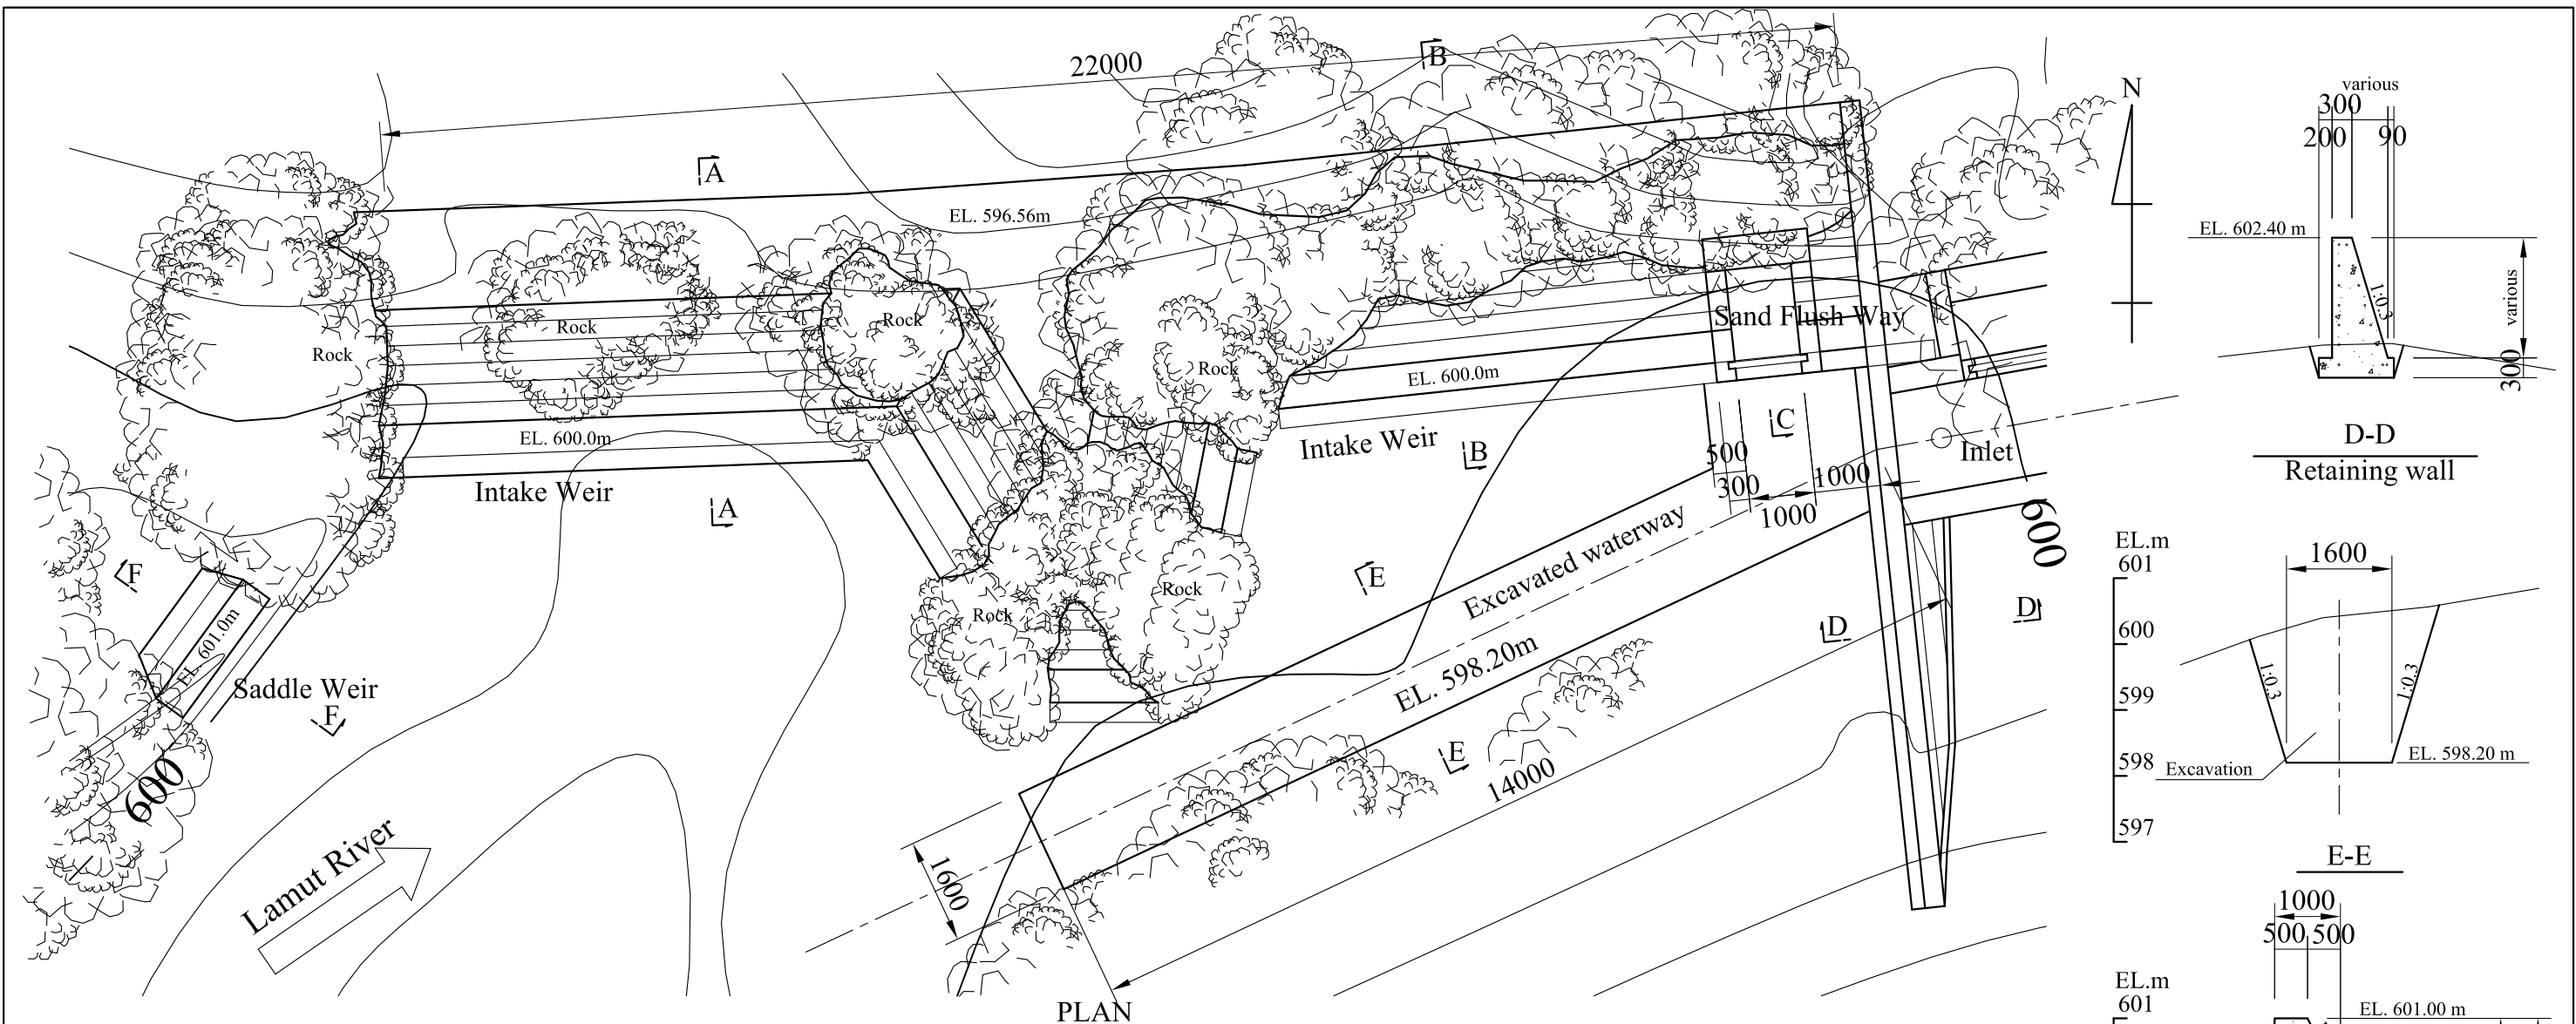 22000
B
A
EL. 596.56m
Rock
Rock
Rock
Rock
Sand Flush Way
EL. 600.0m
EL. 600.0m
Intake Weir
C
Intake Weir
B
500
Inlet
1000
300
1000
A
600
Excavated waterway
F
E
Rock
Rock
D
D
EL. 601.0m
EL. 598.20m
Saddle Weir
F
E
14000
600
1600
Lamut River
PLAN
N
various
300
200
90
EL. 602.40 m
1:0.3
various
300
D-D
Retaining wall
EL.m
601
600
599
598
597
1600
1:0.3
1:0.3
Excavation
EL. 598.20 m
E-E
1000
500
500
EL.m
601
EL. 601.00 m